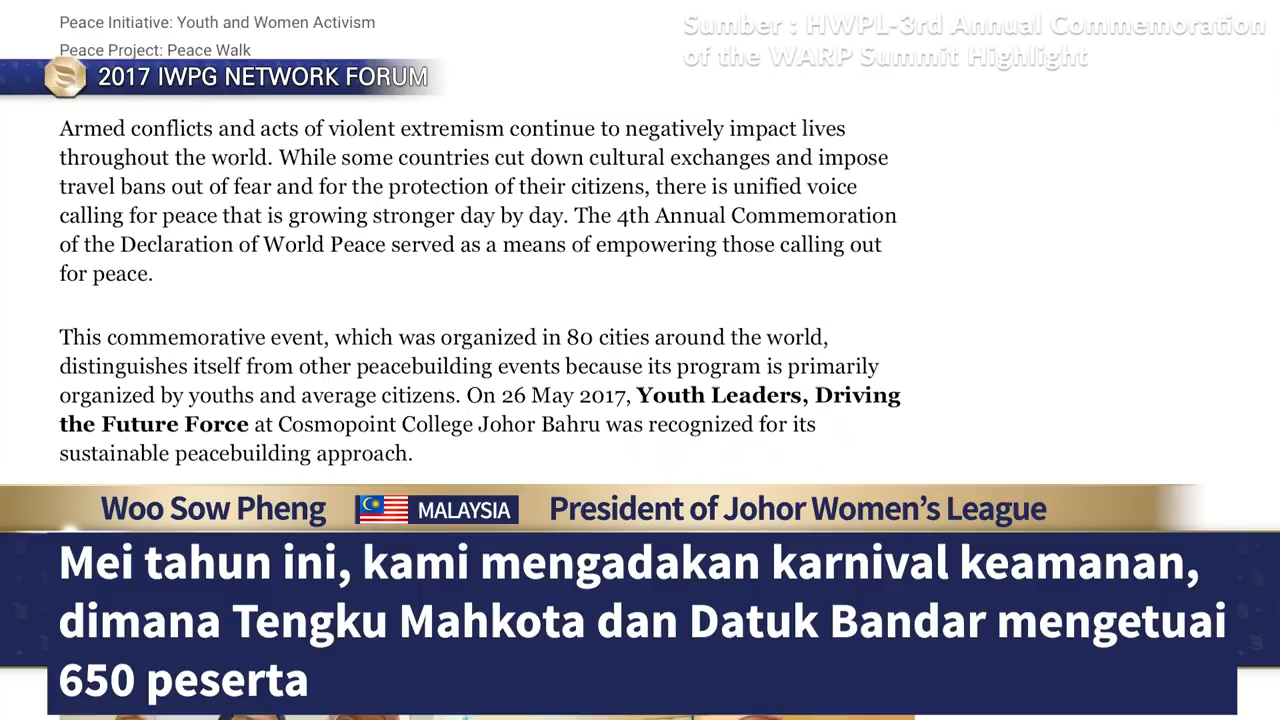 Peace Initiative: Youth and Women Activism
Peace Project: Peace Walk
Sumber : HWPL-3rd Annual Commemoration
of the WARP Summit Highlight
2017 IWPG NETWORK FORUM
Armed conflicts and acts of violent extremism continue to negatively impact lives
throughout the world. While some countries cut down cultural exchanges and impose
travel bans out of fear and for the protection of their citizens, there is unified voice
calling for peace that is growing stronger day by day. The 4th Annual Commemoration
of the Declaration of World Peace served as a means of empowering those calling out
for peace.
This commemorative event, which was organized in 80 cities around the world,
distinguishes itself from other peacebuilding events because its program is primarily
organized by youths and average citizens. On 26 May 2017, Youth Leaders, Driving
the Future Force at Cosmopoint College Johor Bahru was recognized for its
sustainable peacebuilding approach.
Woo Sow Pheng MALAYSIA President of Johor Women's League
Mei tahun ini, kami mengadakan karnival keamanan,
dimana Tengku Mahkota dan Datuk Bandar mengetuai
650 peserta